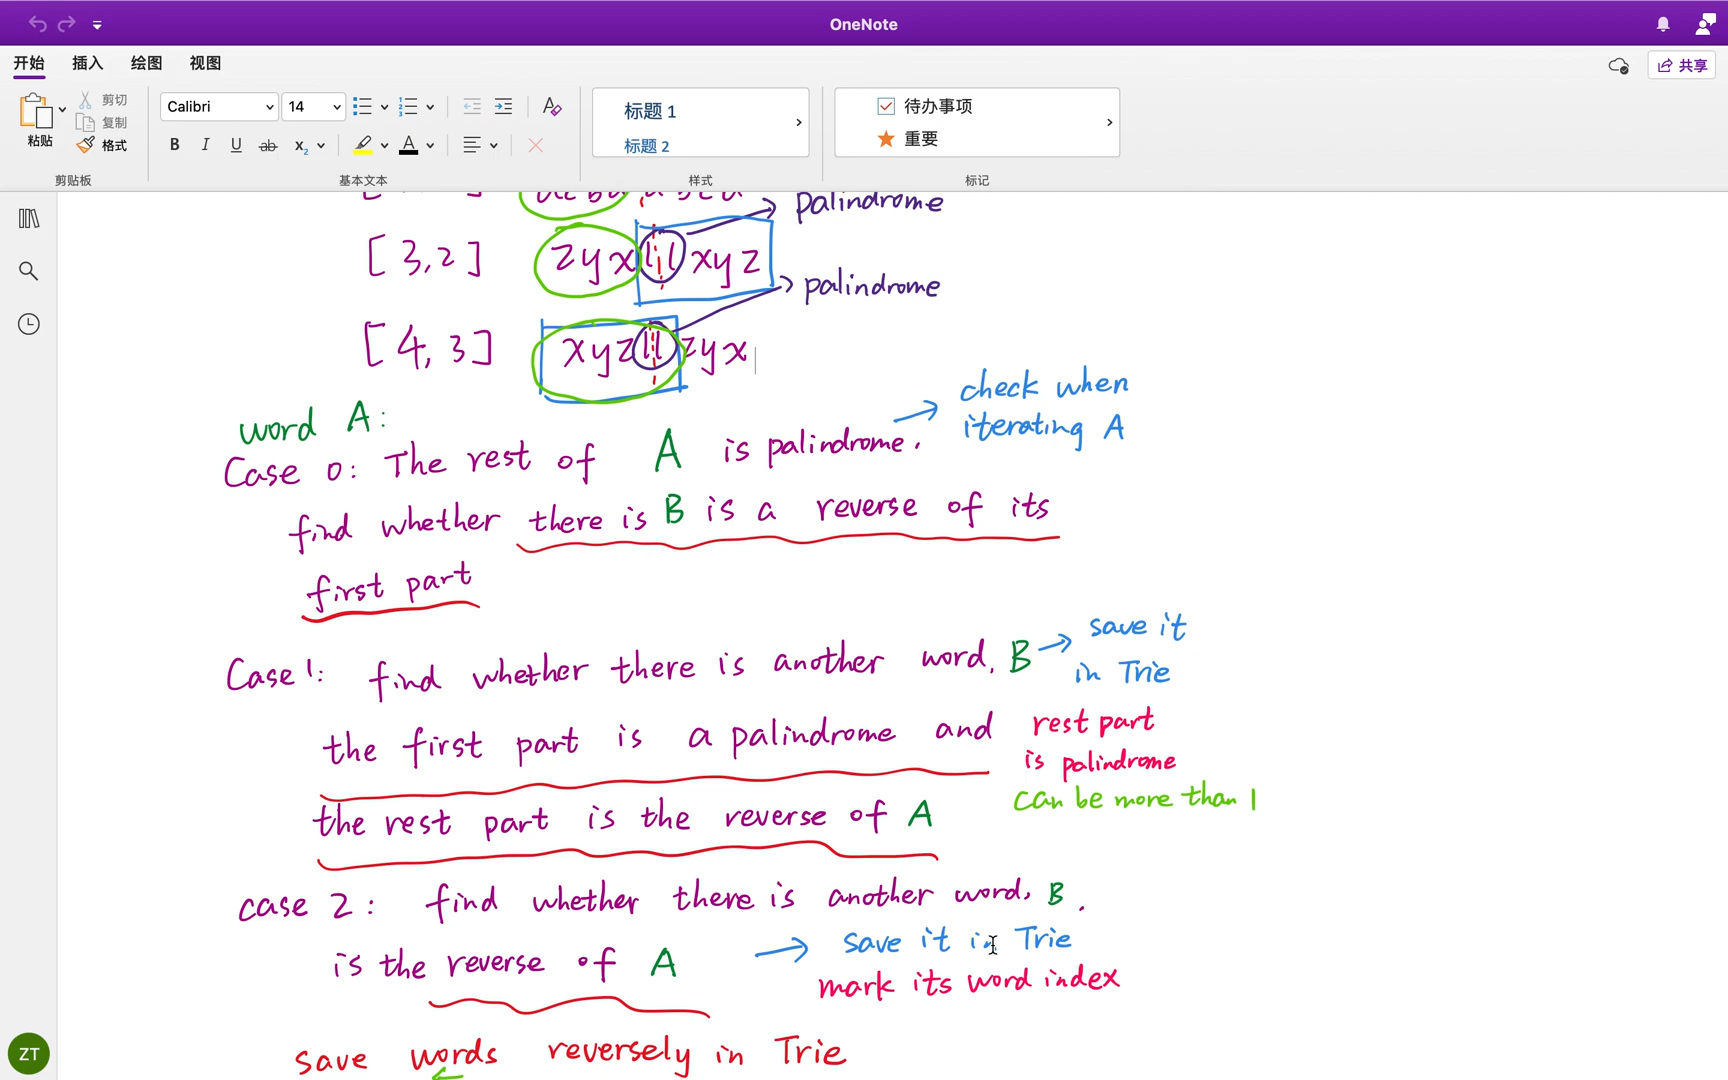 OneNote
开始 插入 绘图 视图
共享
粘贴
剪切
复制
格式
Calibri 14
B I U ab x₂
A
标题 1
标题 2
待办事项
重要
剪贴板 基本文本 样式 标记
palindrome
[3,2] zyxll xyz
palindrome
[4,3] xyzll zyx
check when
iterating A
word A:
Case 0: The rest of A is palindrome.
find whether there is B is a reverse of its
first part
save it
in Trie
Case 1: find whether there is another word, B
the first part is a palindrome and
rest part
is palindrome
can be more than 1
the rest part is the reverse of A
case 2: find whether there is another word, B.
is the reverse of A
save it in Trie
mark its word index
save words reversely in Trie
ZT